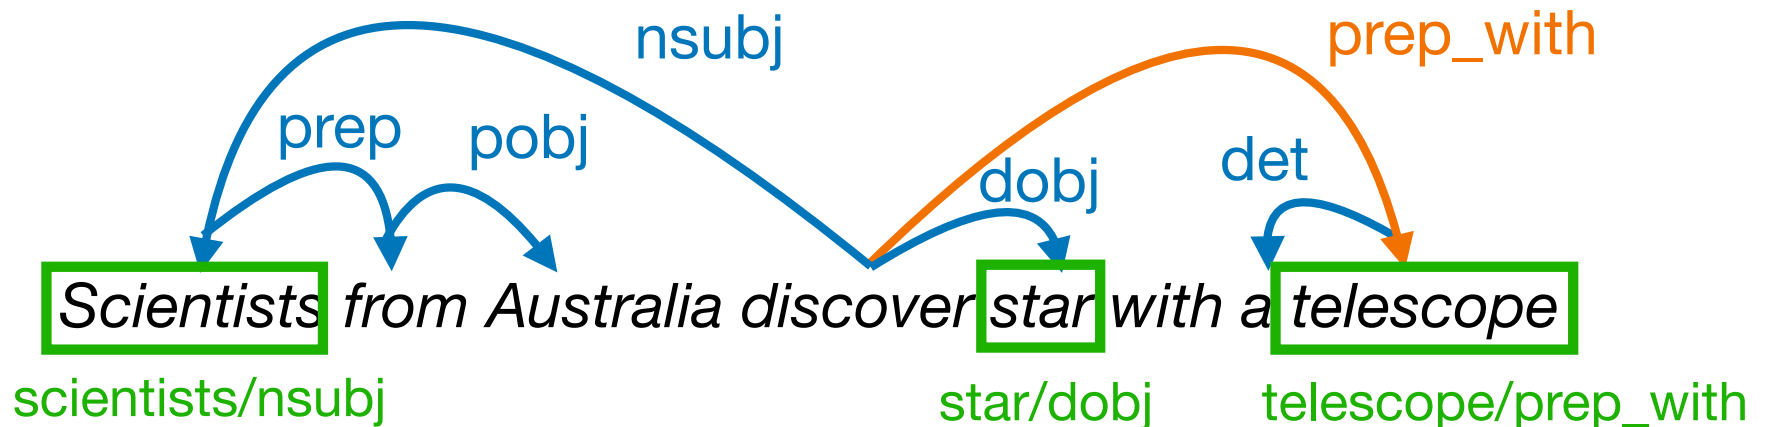 nsubj
prep_with
prep
pobj
dobj
det
Scientists from Australia discover star with a telescope
scientists/nsubj
star/dobj
telescope/prep_with